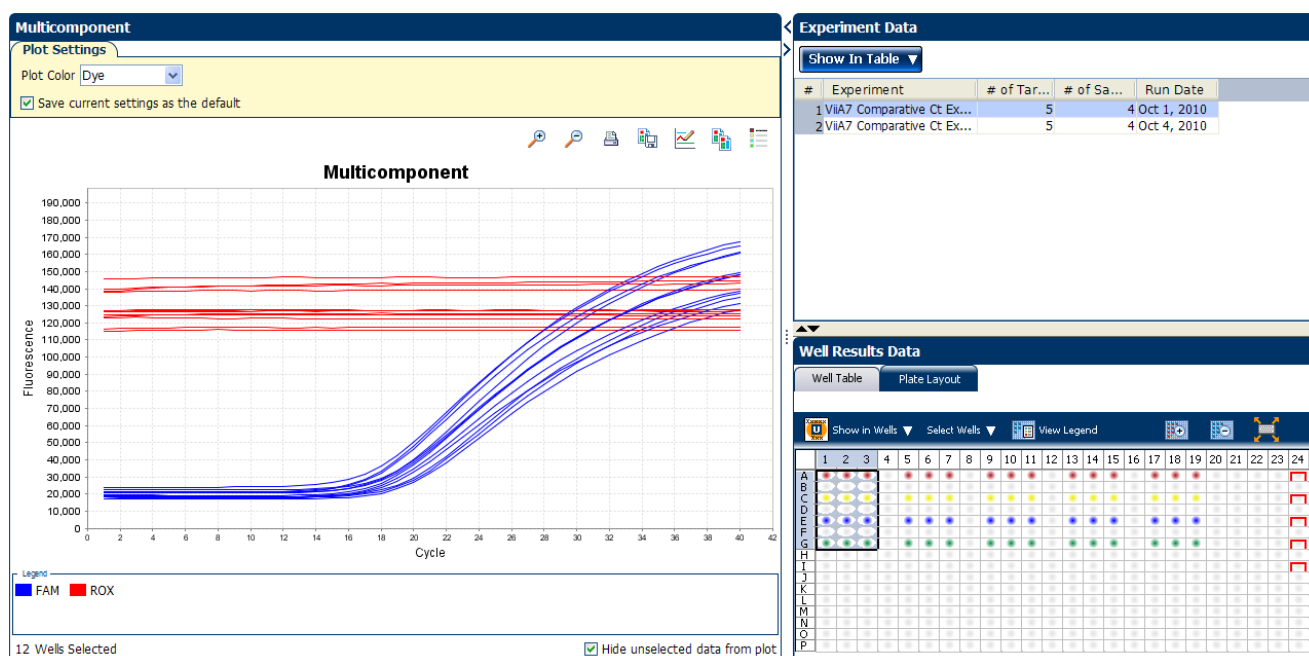 Multicomponent
Plot Settings
Plot Color Dye
Save current settings as the default
Multicomponent
190,000
180,000
170,000
160,000
150,000
140,000
130,000
120,000
110,000
100,000
90,000
80,000
70,000
60,000
50,000
40,000
30,000
20,000
10,000
0
Fluorescence
0 2 4 6 8 10 12 14 16 18 20 22 24 26 28 30 32 34 36 38 40 42
Cycle
Legend
FAM ROX
12 Wells Selected
Hide unselected data from plot
Experiment Data
Show In Table ▼
# Experiment # of Tar... # of Sa... Run Date
1 ViiA7 Comparative Ct Ex... 5 4 Oct 1, 2010
2 ViiA7 Comparative Ct Ex... 5 4 Oct 4, 2010
Well Results Data
Well Table Plate Layout
U Show in Wells ▼ Select Wells ▼ View Legend
1 2 3 4 5 6 7 8 9 10 11 12 13 14 15 16 17 18 19 20 21 22 23 24
A
B
C
D
E
F
G
H
I
J
K
L
M
N
O
P